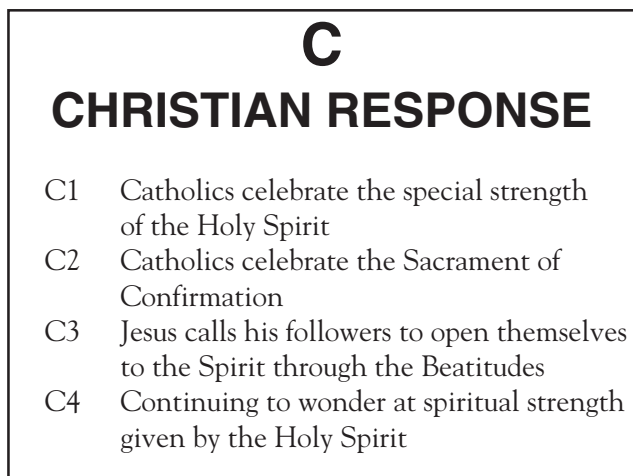 C
CHRISTIAN RESPONSE
C1 Catholics celebrate the special strength
of the Holy Spirit
C2 Catholics celebrate the Sacrament of
Confirmation
C3 Jesus calls his followers to open themselves
to the Spirit through the Beatitudes
C4 Continuing to wonder at spiritual strength
given by the Holy Spirit